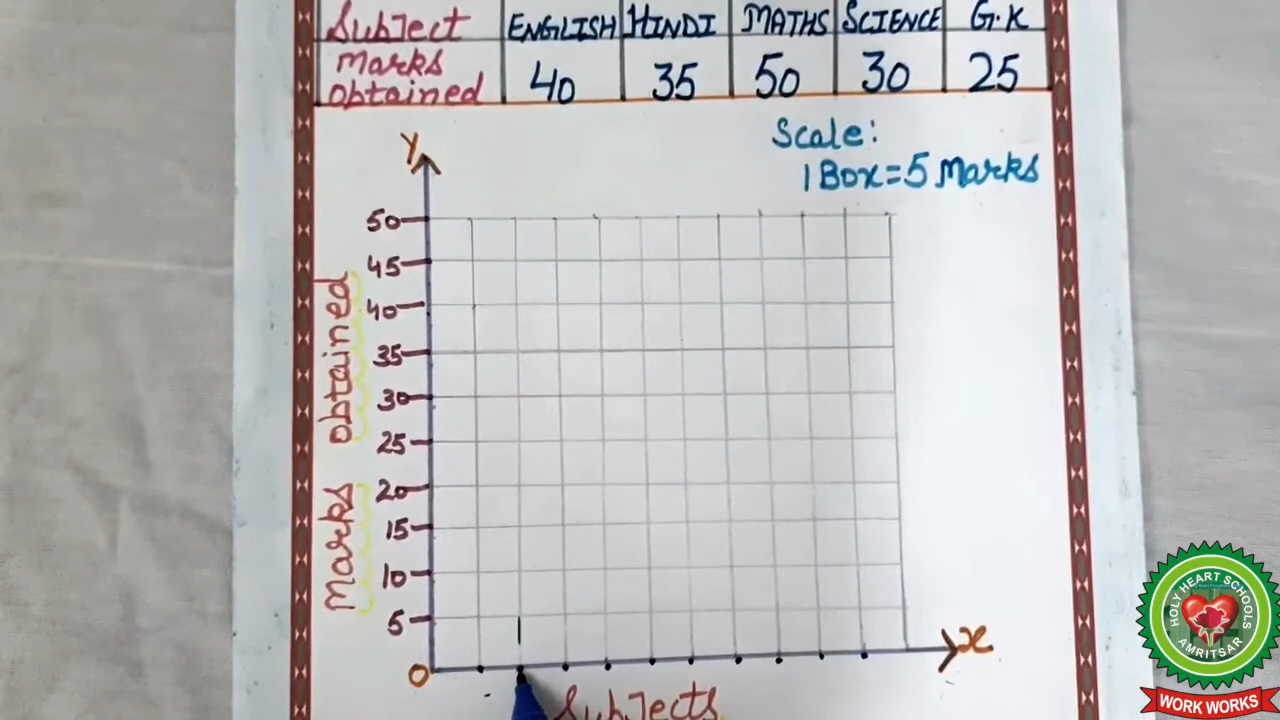 Subject ENGLISH HINDI MATHS SCIENCE G.K
Marks obtained 40 35 50 30 25
Scale:
1 Box=5 Marks
Y
50
45
40
35
30
25
20
15
10
5
0
Marks obtained
x
Subjects
HOLY HEART SCHOOLS
AMRITSAR
WORK WORKS